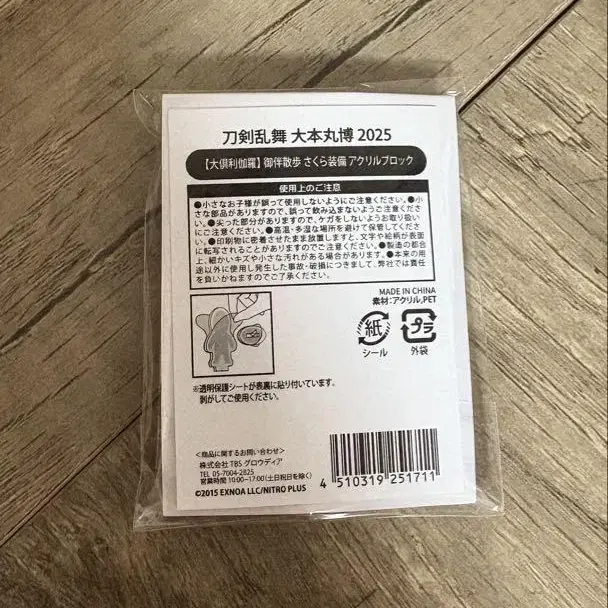 刀剣乱舞 大本丸博 2025
【大倶利伽羅】御伴散歩 さくら装備 アクリルブロック
使用上のご注意
●小さなお子様が誤って使用しないようにご注意ください。●小
さな部品がありますので、誤って飲み込まないようご注意くだ
さい。●尖った部分がありますので、ケガをしないようお取り扱い
にご注意ください。●高温・多湿な場所を避けて保管してくださ
い。●印刷物に密着させたまま放置しますと、文字や絵柄が表面
に転写されることがありますのでご注意ください。●製造の都合
上、細かいキズや小さな汚れがある場合があります。●本来の用
途以外に使用し発生した事故・破損につきまして、弊社では責任
を負いかねますのでご了承ください。
MADE IN CHINA
素材：アクリル,PET
紙
シール
プラ
外袋
※透明保護シートが表裏に貼り付いています。
剥がしてご使用ください。
＜商品に関するお問い合わせ＞
株式会社 TBS グロウディア
TEL 05-7004-2825
営業時間 10:00~17:00(土日祝日を除く)
©2015 EXNOA LLC/NITRO PLUS
4 510319 251711